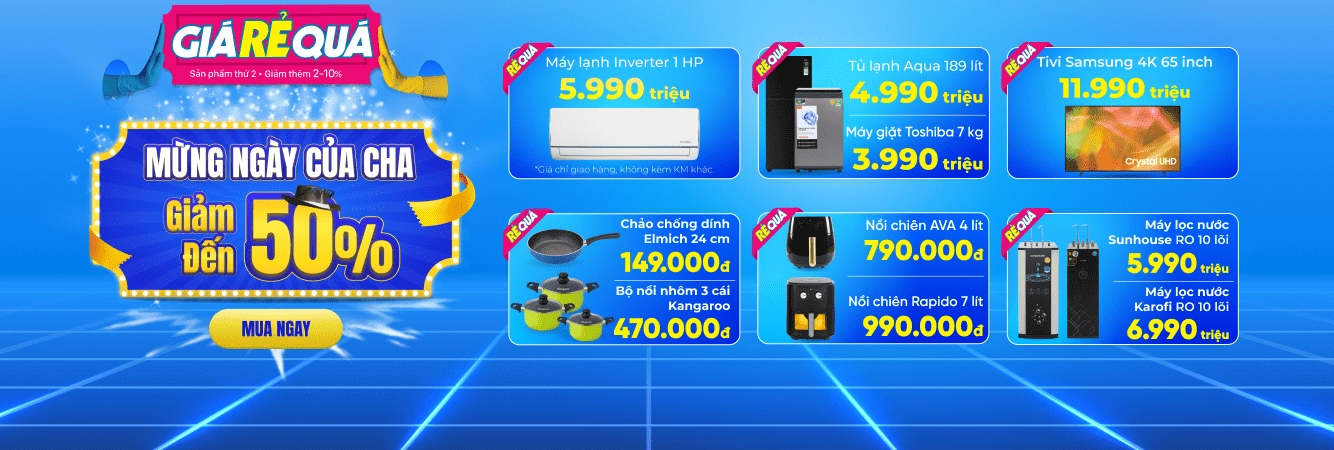 GIÁ RẺ QUÁ
Sản phẩm thứ 2 • Giảm thêm 2-10%
MỪNG NGÀY CỦA CHA
Giảm
Đến
50%
MUA NGAY
RẺ QUÁ
Máy lạnh Inverter 1 HP
5.990 triệu
*Giá chỉ giao hàng, không kèm KM khác.
RẺ QUÁ
Tủ lạnh Aqua 189 lít
4.990 triệu
Máy giặt Toshiba 7 kg
3.990 triệu
RẺ QUÁ
Tivi Samsung 4K 65 inch
11.990 triệu
Crystal UHD
RẺ QUÁ
Chảo chống dính
Elmich 24 cm
149.000đ
Bộ nồi nhôm 3 cái
Kangaroo
470.000đ
RẺ QUÁ
Nồi chiên AVA 4 lít
790.000đ
Nồi chiên Rapido 7 lít
990.000đ
RẺ QUÁ
Máy lọc nước
Sunhouse RO 10 lõi
5.990 triệu
Máy lọc nước
Karofi RO 10 lõi
6.990 triệu